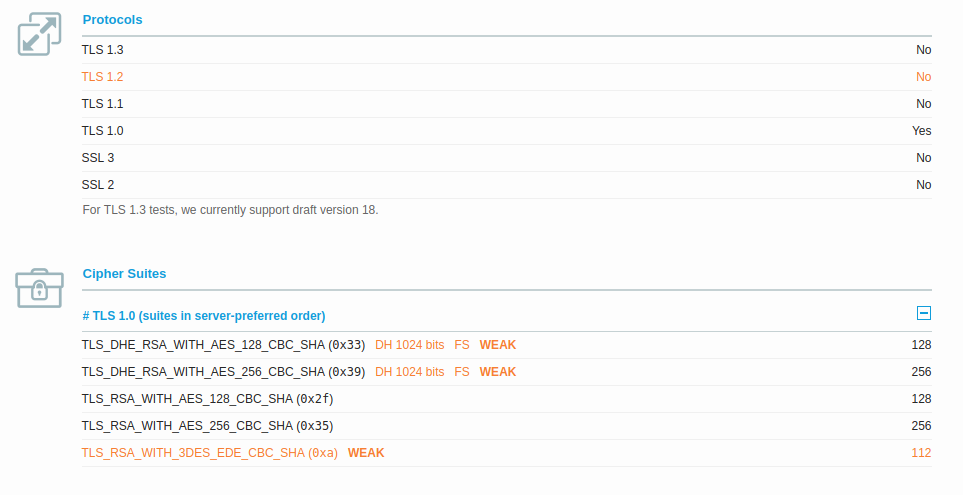 Protocols
TLS 1.3 No
TLS 1.2 No
TLS 1.1 No
TLS 1.0 Yes
SSL 3 No
SSL 2 No
For TLS 1.3 tests, we currently support draft version 18.
Cipher Suites
# TLS 1.0 (suites in server-preferred order)
TLS_DHE_RSA_WITH_AES_128_CBC_SHA (0x33) DH 1024 bits FS WEAK 128
TLS_DHE_RSA_WITH_AES_256_CBC_SHA (0x39) DH 1024 bits FS WEAK 256
TLS_RSA_WITH_AES_128_CBC_SHA (0x2f) 128
TLS_RSA_WITH_AES_256_CBC_SHA (0x35) 256
TLS_RSA_WITH_3DES_EDE_CBC_SHA (0xa) WEAK 112